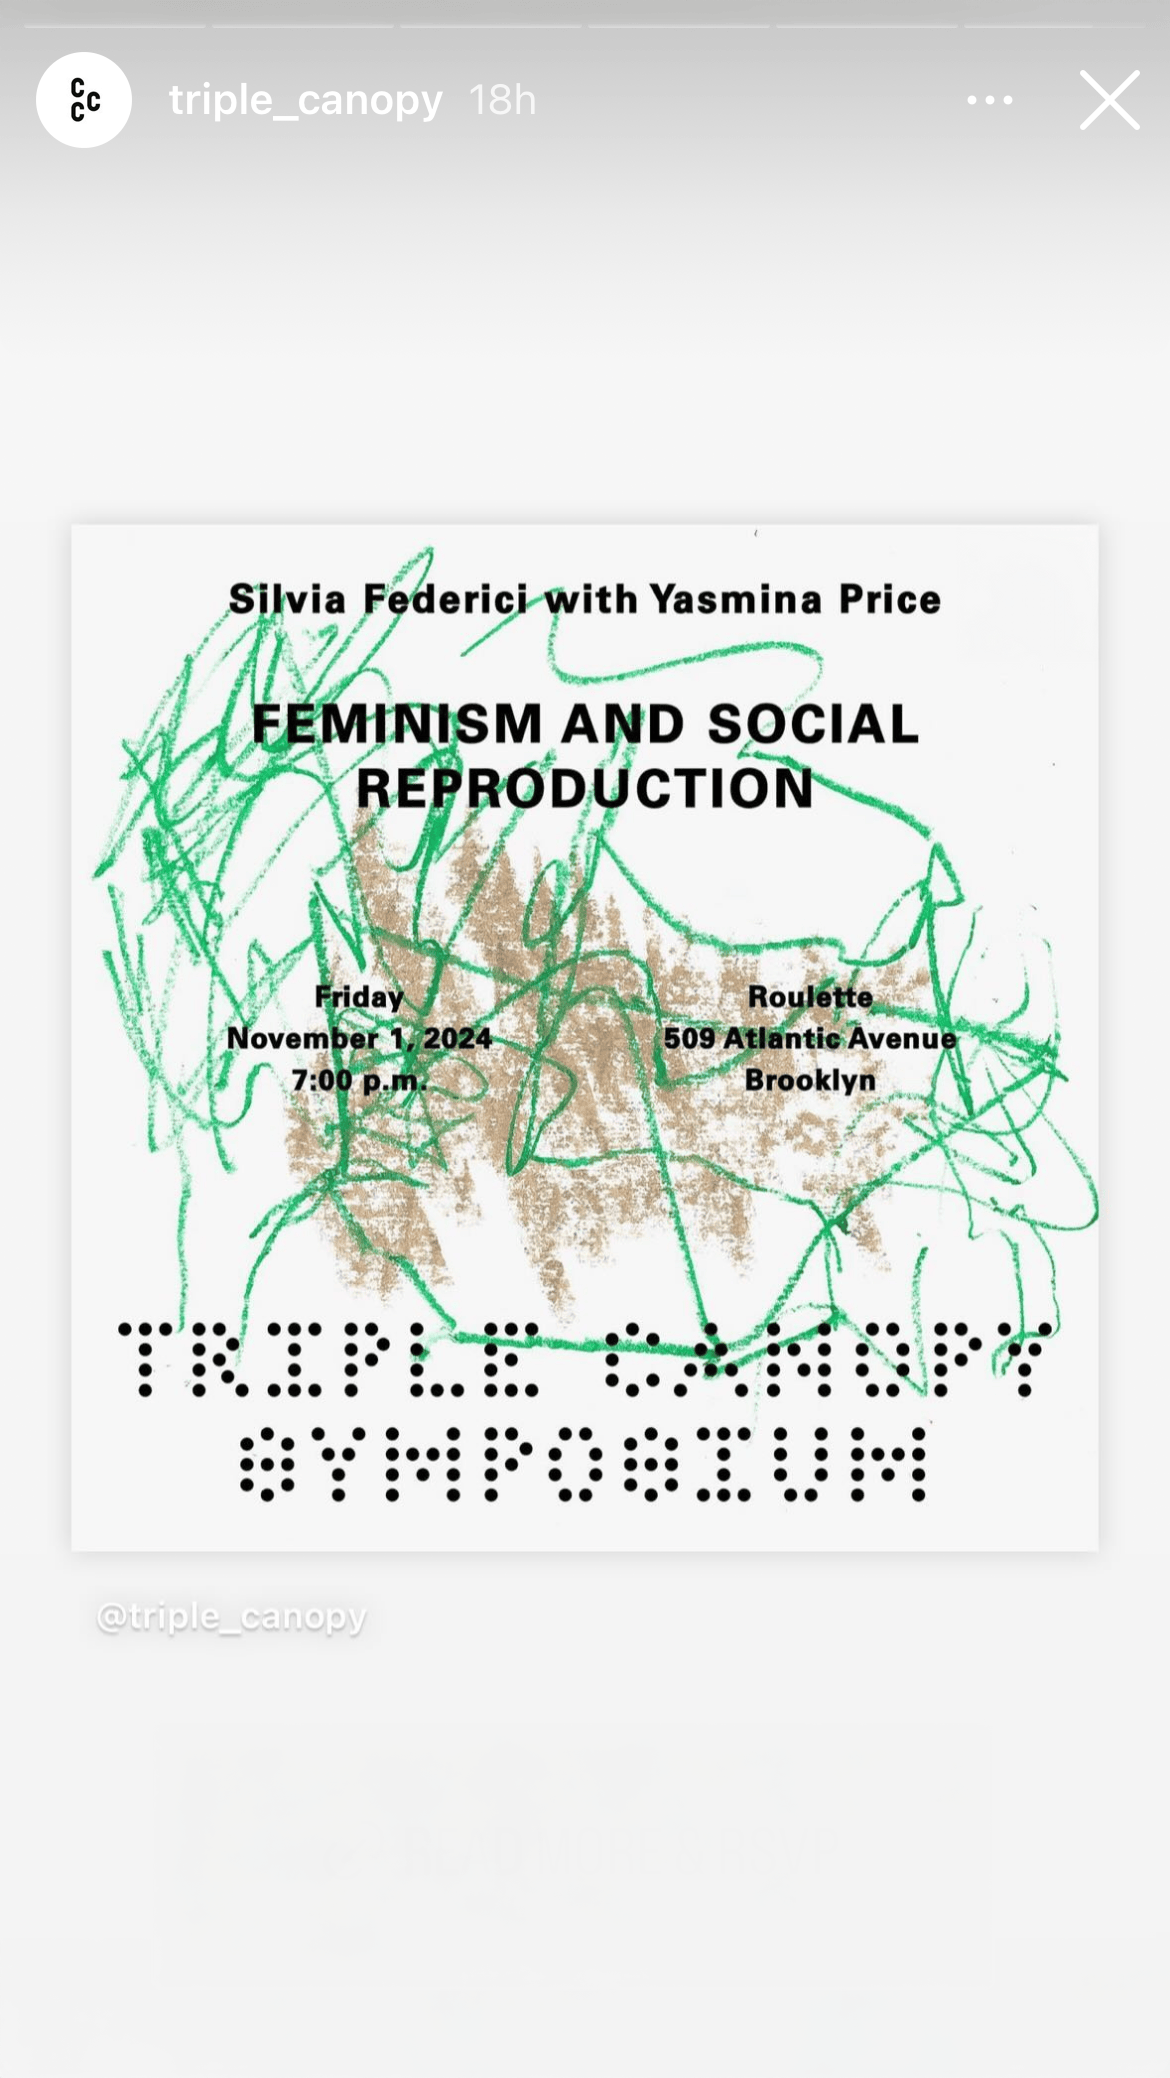 C
C C
C
triple_canopy 18h
Silvia Federici with Yasmina Price
FEMINISM AND SOCIAL
REPRODUCTION
Friday
November 1, 2024
7:00 p.m.
Roulette
509 Atlantic Avenue
Brooklyn
TRIPLE CANOPY
SYMPOSIUM
@triple_canopy